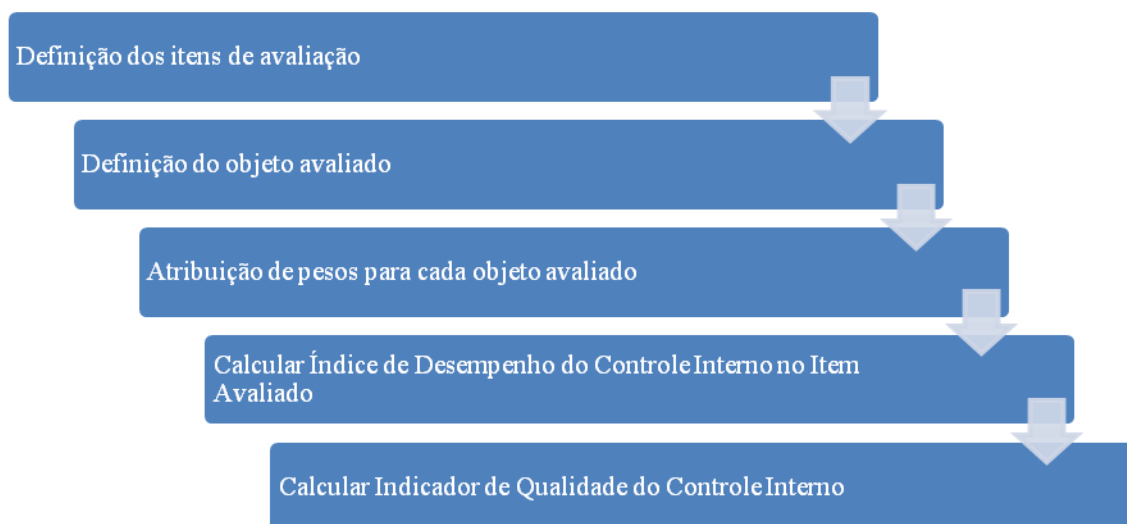 Definição dos itens de avaliação
Definição do objeto avaliado
Atribuição de pesos para cada objeto avaliado
Calcular Índice de Desempenho do Controle Interno no Item
Avaliado
Calcular Indicador de Qualidade do Controle Interno